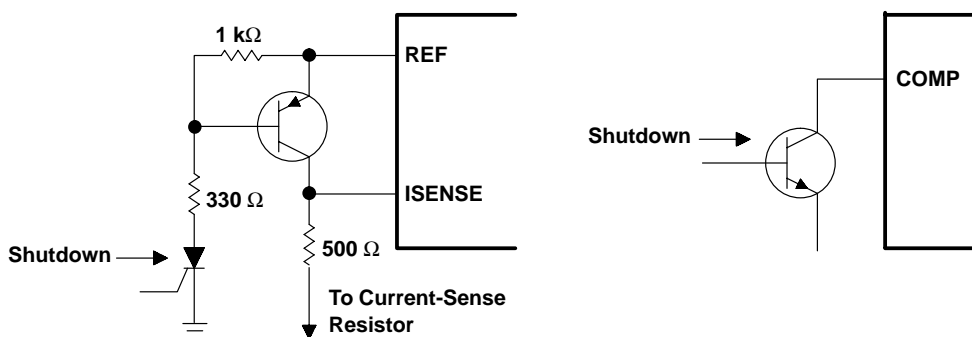 1 kΩ
REF
COMP
Shutdown
ISENSE
330 Ω
500 Ω
Shutdown
To Current-Sense
Resistor